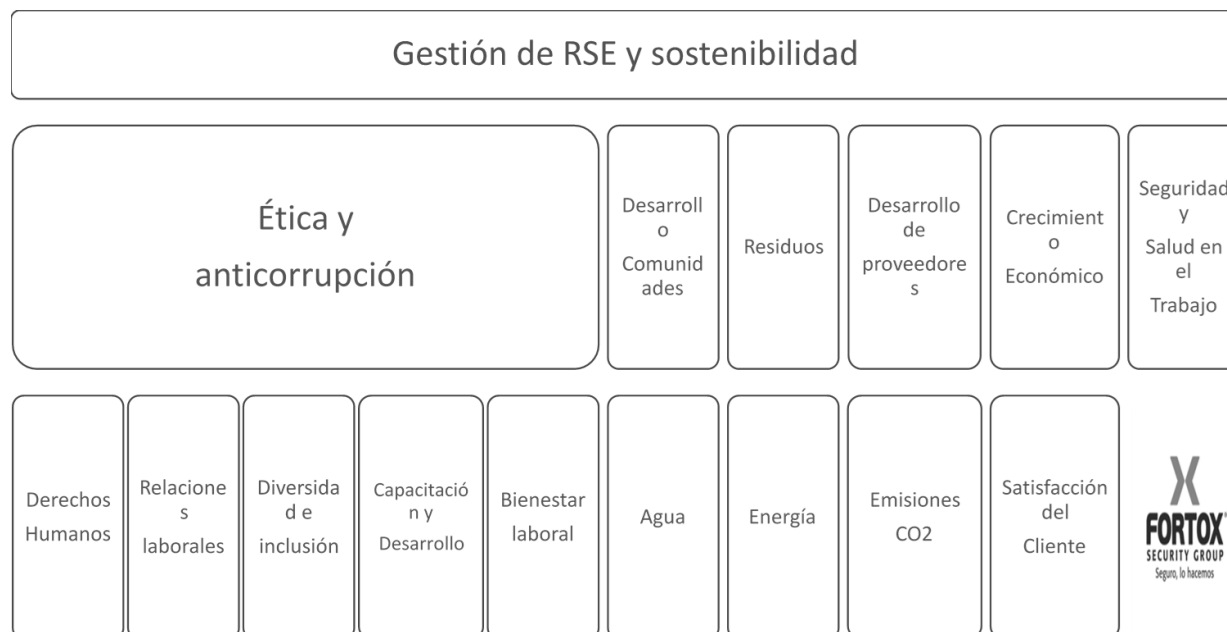 Gestión de RSE y sostenibilidad
Ética y
anticorrupción
Desarroll
o
Comunid
ades
Residuos
Desarrollo
de
proveedore
s
Crecimient
o
Económico
Seguridad
y
Salud en
el
Trabajo
Derechos
Humanos
Relacione
s
laborales
Diversida
d e
inclusión
Capacitació
n y
Desarrollo
Bienestar
laboral
Agua
Energía
Emisiones
CO2
Satisfacción
del
Cliente
FORTOX
SECURITY GROUP
Seguro, lo hacemos